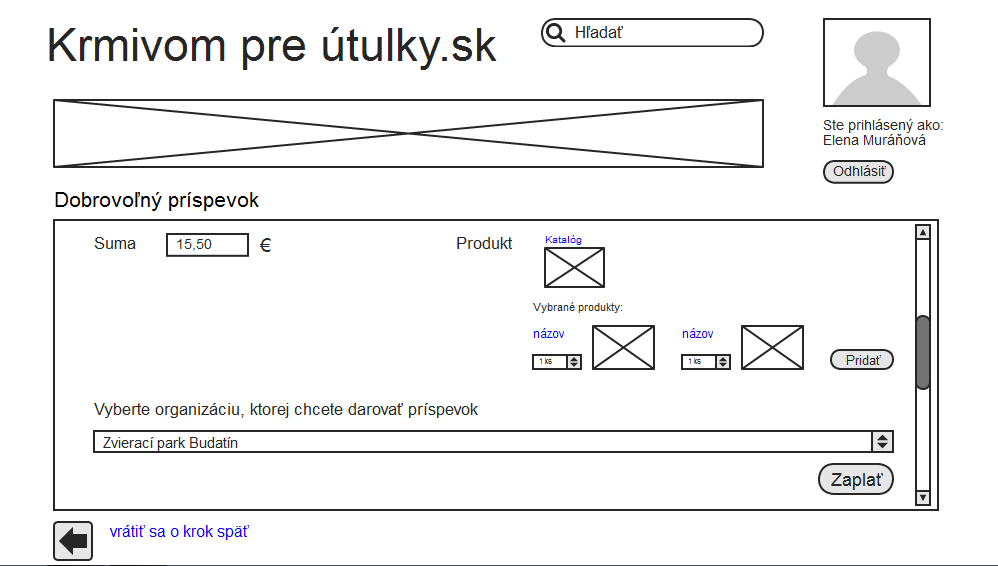 Krmivom pre útulky.sk
Hľadať
Ste prihlásený ako:
Elena Muráňová
Odhlásiť
Dobrovoľný príspevok
Suma
15,50
€
Produkt
Katalóg
Vybrané produkty:
názov
názov
1 ks
1 ks
Pridať
Vyberte organizáciu, ktorej chcete darovať príspevok
Zvierací park Budatín
Zaplať
vrátiť sa o krok späť